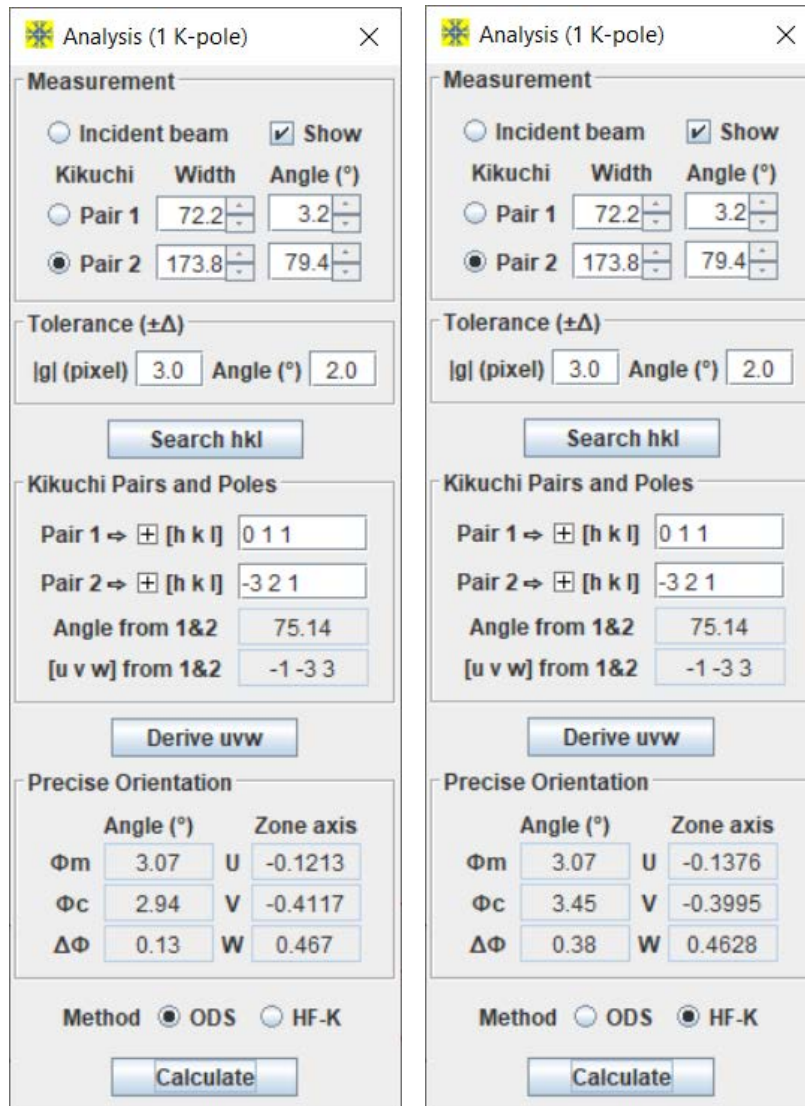 Analysis (1 K-pole)
Measurement
Incident beam Show
Kikuchi Width Angle (°)
Pair 1 72.2 3.2
Pair 2 173.8 79.4
Tolerance (±Δ)
|g| (pixel) 3.0 Angle (°) 2.0
Search hkl
Kikuchi Pairs and Poles
Pair 1 ⇨ + [h k l] 0 1 1
Pair 2 ⇨ + [h k l] -3 2 1
Angle from 1&2 75.14
[u v w] from 1&2 -1 -3 3
Derive uvw
Precise Orientation
Angle (°) Zone axis
Φm 3.07 U -0.1213
Φc 2.94 V -0.4117
ΔΦ 0.13 W 0.467
Method ODS HF-K
Calculate
Analysis (1 K-pole)
Measurement
Incident beam Show
Kikuchi Width Angle (°)
Pair 1 72.2 3.2
Pair 2 173.8 79.4
Tolerance (±Δ)
|g| (pixel) 3.0 Angle (°) 2.0
Search hkl
Kikuchi Pairs and Poles
Pair 1 ⇨ + [h k l] 0 1 1
Pair 2 ⇨ + [h k l] -3 2 1
Angle from 1&2 75.14
[u v w] from 1&2 -1 -3 3
Derive uvw
Precise Orientation
Angle (°) Zone axis
Φm 3.07 U -0.1376
Φc 3.45 V -0.3995
ΔΦ 0.38 W 0.4628
Method ODS HF-K
Calculate